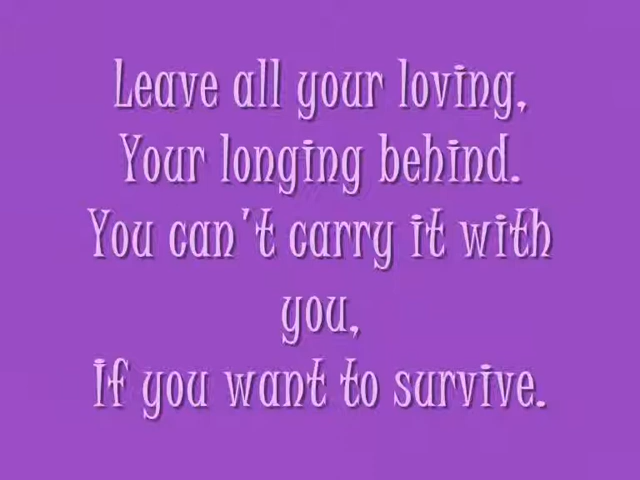 Leave all your loving,
Your longing behind.
You can't carry it with
you,
If you want to survive.